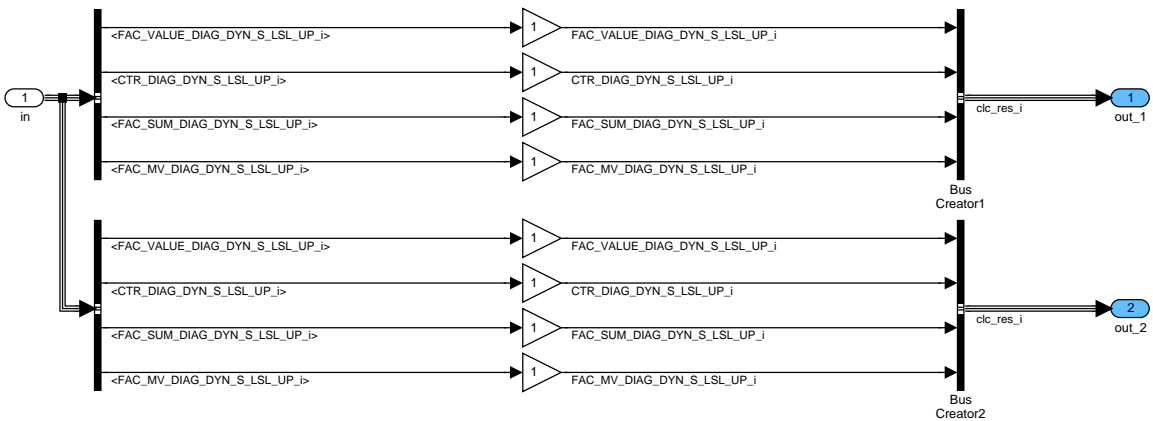 <FAC_VALUE_DIAG_DYN_S_LSL_UP_i>
1
FAC_VALUE_DIAG_DYN_S_LSL_UP_i
<CTR_DIAG_DYN_S_LSL_UP_i>
1
CTR_DIAG_DYN_S_LSL_UP_i
1
in
clc_res_i
1
out_1
<FAC_SUM_DIAG_DYN_S_LSL_UP_i>
1
FAC_SUM_DIAG_DYN_S_LSL_UP_i
<FAC_MV_DIAG_DYN_S_LSL_UP_i>
1
FAC_MV_DIAG_DYN_S_LSL_UP_i
Bus
Creator1
<FAC_VALUE_DIAG_DYN_S_LSL_UP_i>
1
FAC_VALUE_DIAG_DYN_S_LSL_UP_i
<CTR_DIAG_DYN_S_LSL_UP_i>
1
CTR_DIAG_DYN_S_LSL_UP_i
clc_res_i
2
out_2
<FAC_SUM_DIAG_DYN_S_LSL_UP_i>
1
FAC_SUM_DIAG_DYN_S_LSL_UP_i
<FAC_MV_DIAG_DYN_S_LSL_UP_i>
1
FAC_MV_DIAG_DYN_S_LSL_UP_i
Bus
Creator2